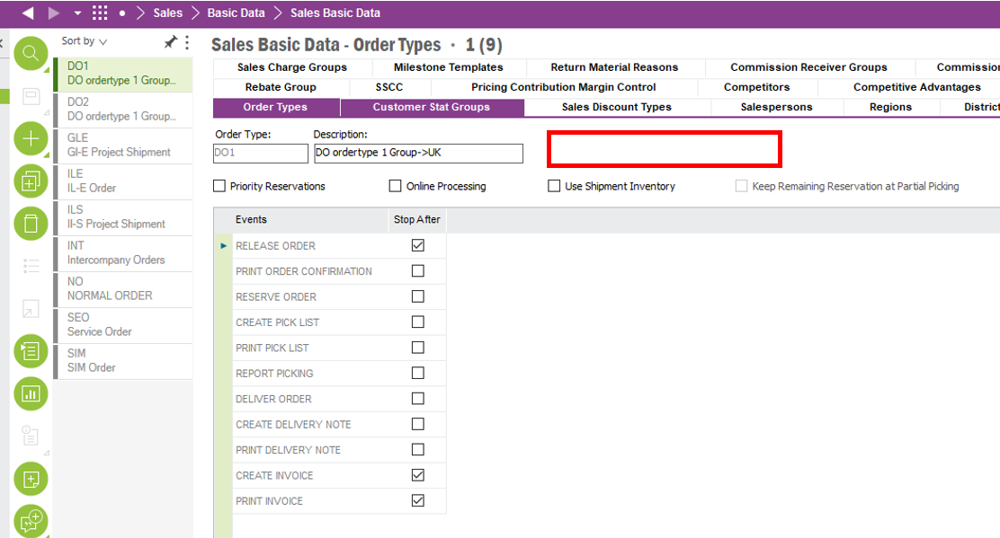 Sales
Basic Data
Sales Basic Data
Sort by
Sales Basic Data - Order Types · 1 (9)
DO1
DO ordertype 1 Group...
DO2
DO ordertype 1 Group...
GLE
GI-E Project Shipment
ILE
IL-E Order
ILS
Il-S Project Shipment
INT
Intercompany Orders
NO
NORMAL ORDER
SEO
Service Order
SIM
SIM Order
Sales Charge Groups
Milestone Templates
Return Material Reasons
Commission Receiver Groups
Commission
Rebate Group
SSCC
Pricing Contribution Margin Control
Competitors
Competitive Advantages
Order Types
Customer Stat Groups
Sales Discount Types
Salespersons
Regions
District
Order Type:
Description:
DO1
DO ordertype 1 Group->UK
Priority Reservations
Online Processing
Use Shipment Inventory
Keep Remaining Reservation at Partial Picking
Events
Stop After
RELEASE ORDER
PRINT ORDER CONFIRMATION
RESERVE ORDER
CREATE PICK LIST
PRINT PICK LIST
REPORT PICKING
DELIVER ORDER
CREATE DELIVERY NOTE
PRINT DELIVERY NOTE
CREATE INVOICE
PRINT INVOICE